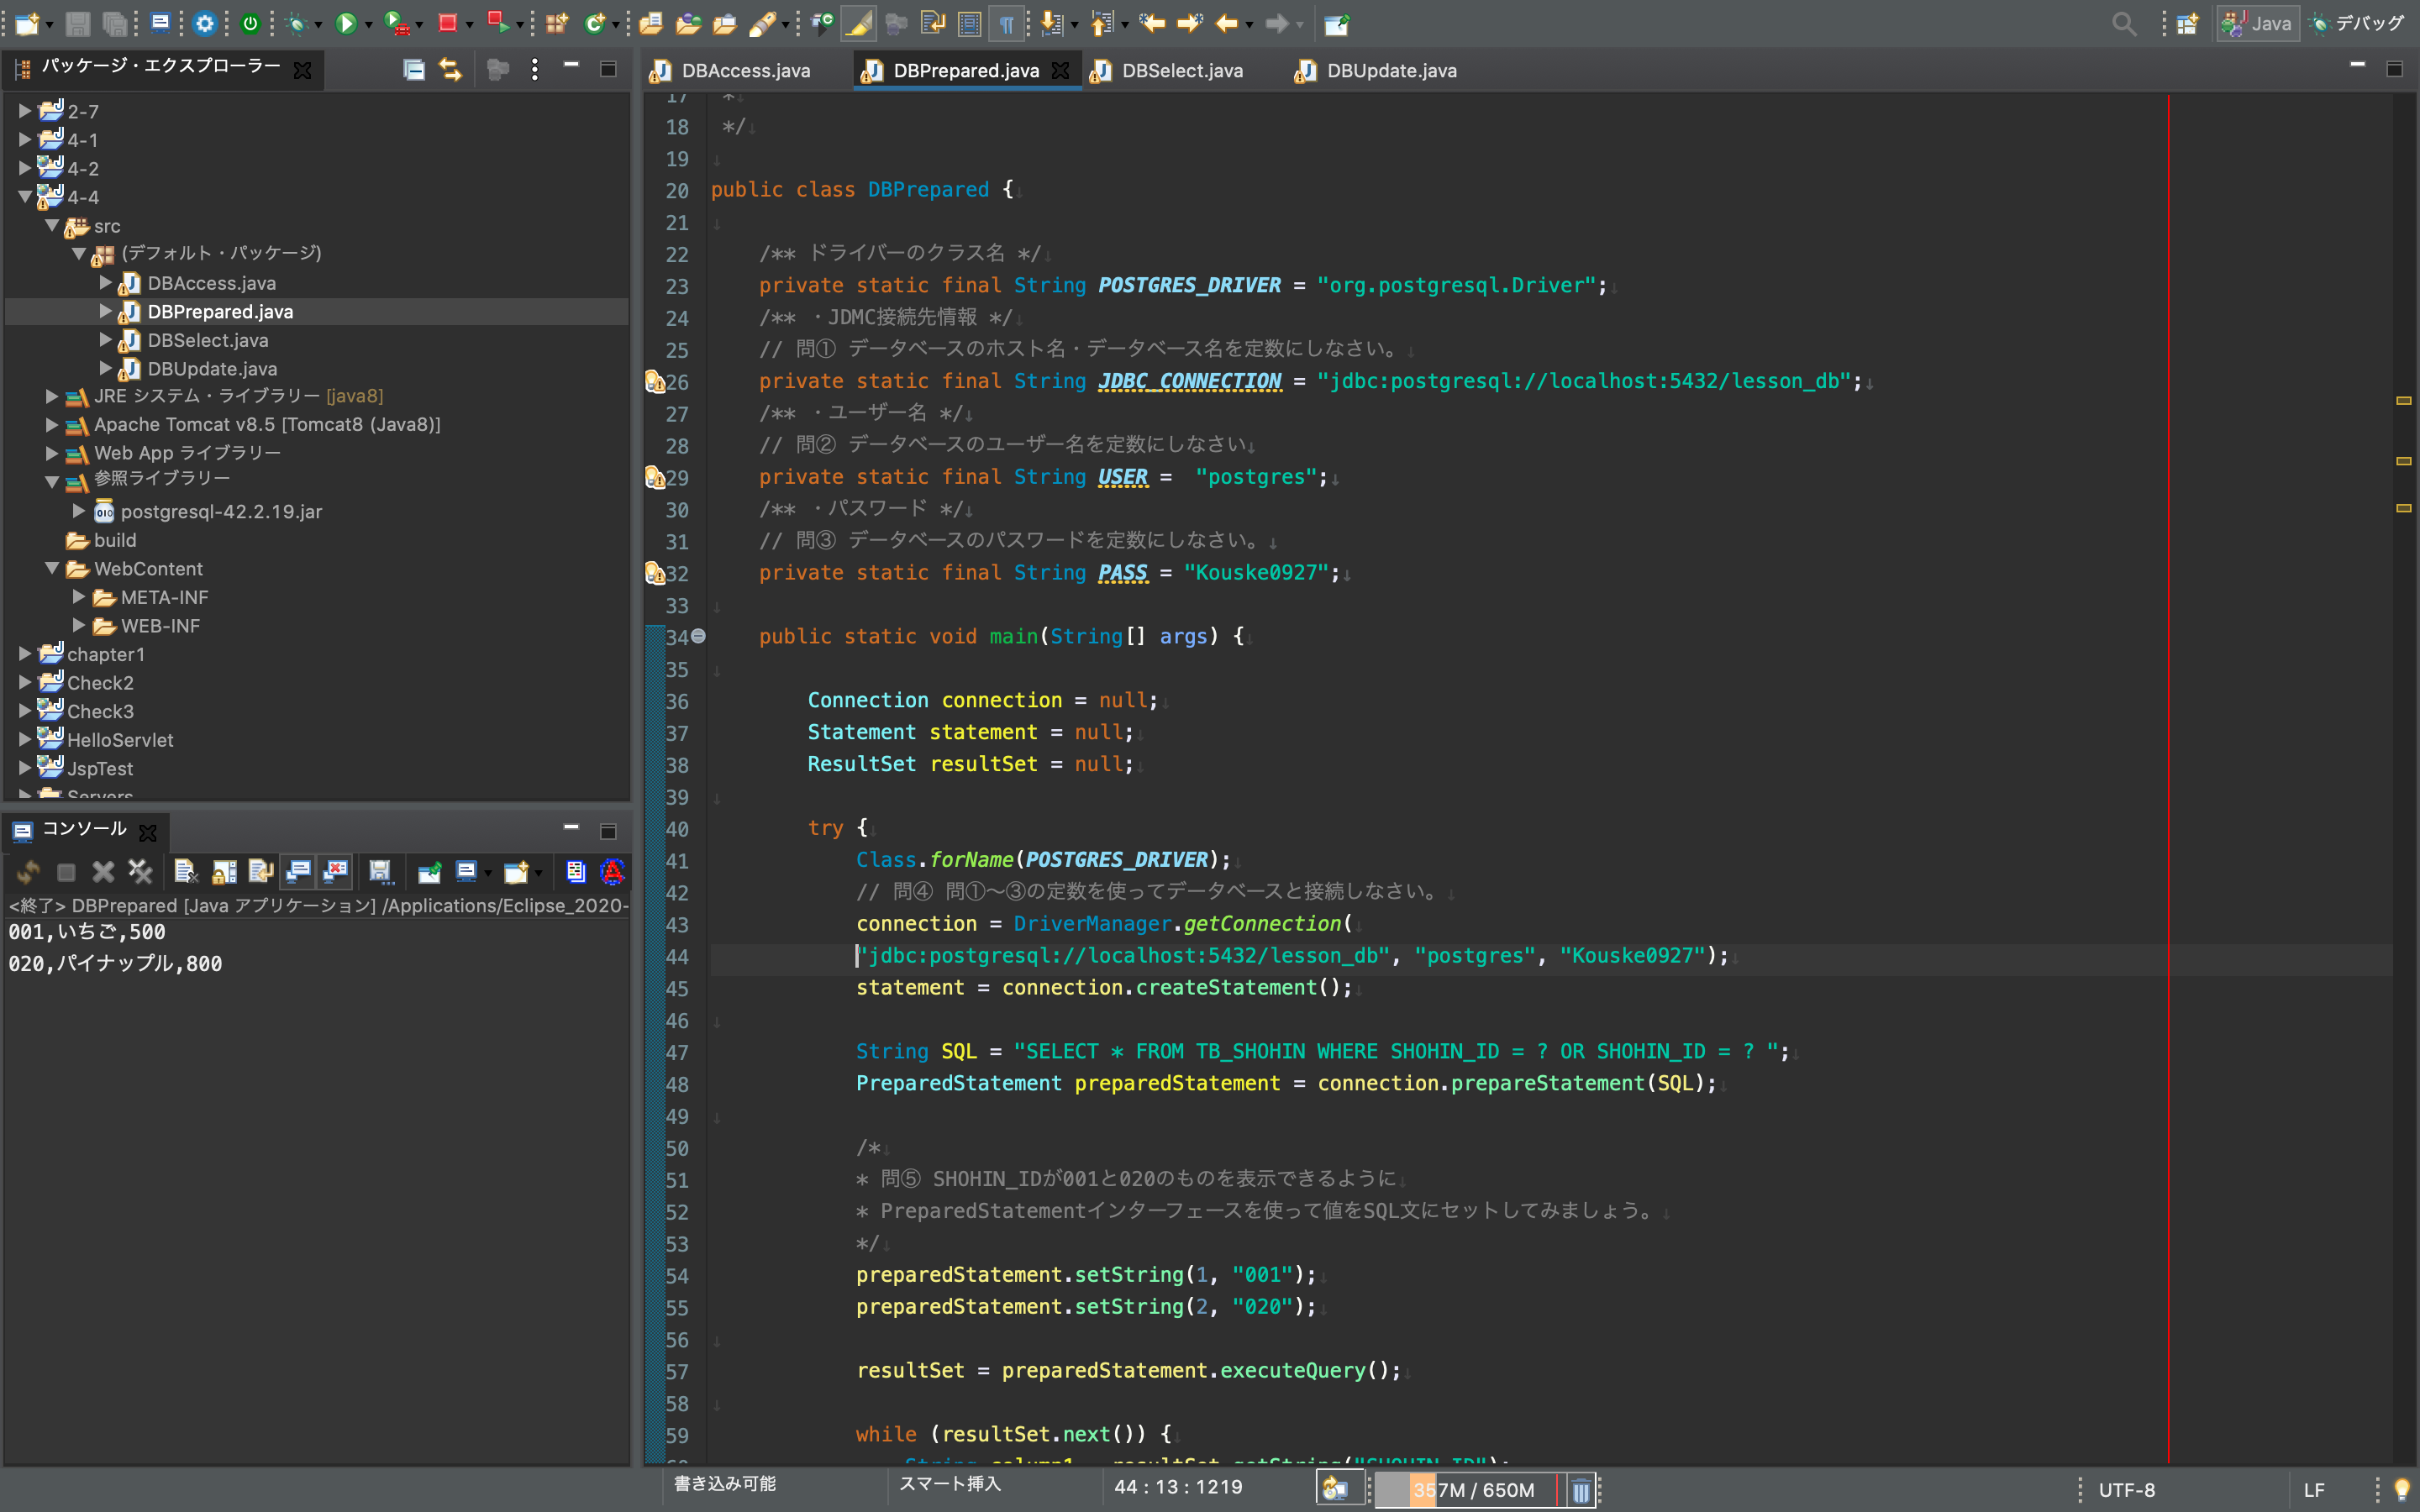 Java
デバッグ
パッケージ・エクスプローラー
2-7
4-1
4-2
4-4
src
(デフォルト・パッケージ)
DBAccess.java
DBPrepared.java
DBSelect.java
DBUpdate.java
JRE システム・ライブラリー [java8]
Apache Tomcat v8.5 [Tomcat8 (Java8)]
Web App ライブラリー
参照ライブラリー
postgresql-42.2.19.jar
build
WebContent
META-INF
WEB-INF
chapter1
Check2
Check3
HelloServlet
JspTest
Servers
コンソール
<終了> DBPrepared [Java アプリケーション] /Applications/Eclipse_2020-
001,いちご,500
020,パイナップル,800
DBAccess.java
DBPrepared.java
DBSelect.java
DBUpdate.java
17 *
18 */
19
20 public class DBPrepared {
21
22 /** ドライバーのクラス名 */
23 private static final String POSTGRES_DRIVER = "org.postgresql.Driver";
24 /** ・JDMC接続先情報 */
25 // 問① データベースのホスト名・データベース名を定数にしなさい。
26 private static final String JDBC_CONNECTION = "jdbc:postgresql://localhost:5432/lesson_db";
27 /** ・ユーザー名 */
28 // 問② データベースのユーザー名を定数にしなさい
29 private static final String USER =  "postgres";
30 /** ・パスワード */
31 // 問③ データベースのパスワードを定数にしなさい。
32 private static final String PASS = "Kouske0927";
33
34 public static void main(String[] args) {
35
36 Connection connection = null;
37 Statement statement = null;
38 ResultSet resultSet = null;
39
40 try {
41 Class.forName(POSTGRES_DRIVER);
42 // 問④ 問①〜③の定数を使ってデータベースと接続しなさい。
43 connection = DriverManager.getConnection(
44 "jdbc:postgresql://localhost:5432/lesson_db", "postgres", "Kouske0927");
45 statement = connection.createStatement();
46
47 String SQL = "SELECT * FROM TB_SHOHIN WHERE SHOHIN_ID = ? OR SHOHIN_ID = ? ";
48 PreparedStatement preparedStatement = connection.prepareStatement(SQL);
49
50 /*
51 * 問⑤ SHOHIN_IDが001と020のものを表示できるように
52 * PreparedStatementインターフェースを使って値をSQL文にセットしてみましょう。
53 */
54 preparedStatement.setString(1, "001");
55 preparedStatement.setString(2, "020");
56
57 resultSet = preparedStatement.executeQuery();
58
59 while (resultSet.next()) {
60 String column1 = resultSet.getString("SHOHIN_ID");
書き込み可能
スマート挿入
44 : 13 : 1219
357M / 650M
UTF-8
LF